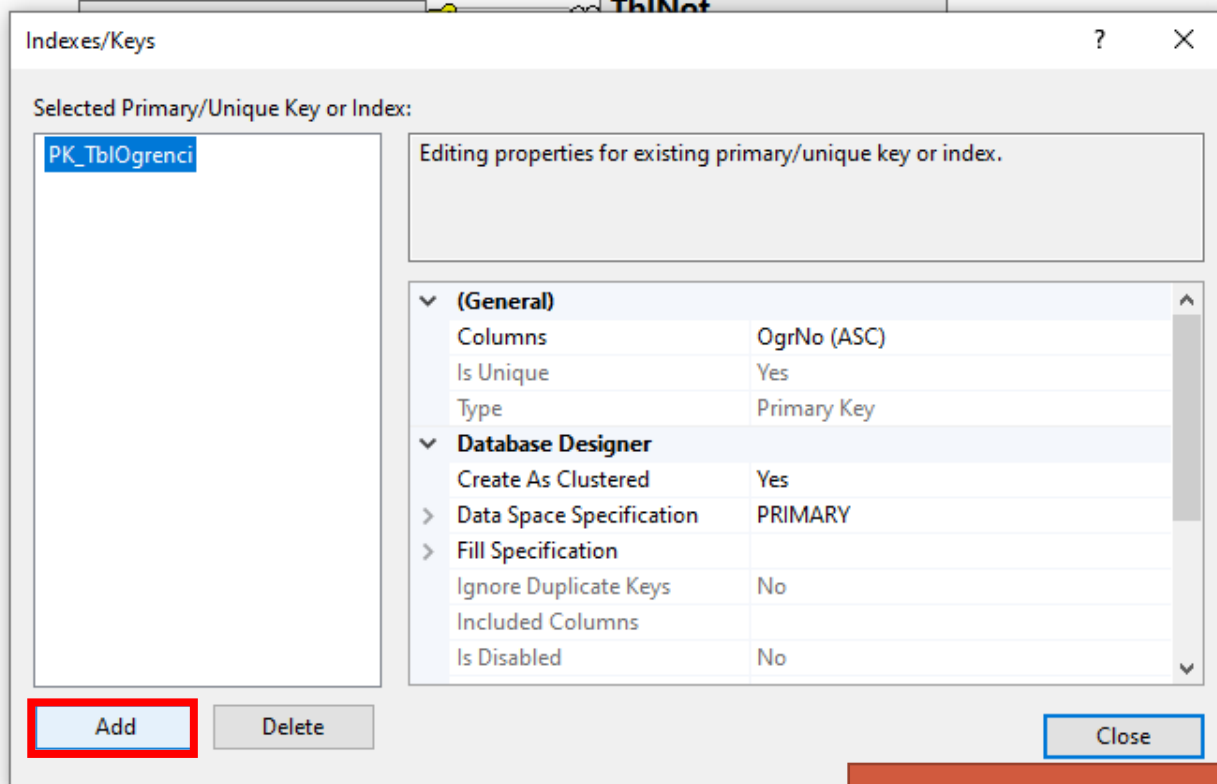 TblNot
Indexes/Keys
?
Selected Primary/Unique Key or Index:
PK_TblOgrenci
Editing properties for existing primary/unique key or index.
(General)
Columns OgrNo (ASC)
Is Unique Yes
Type Primary Key
Database Designer
Create As Clustered Yes
Data Space Specification PRIMARY
Fill Specification
Ignore Duplicate Keys No
Included Columns
Is Disabled No
Add Delete Close